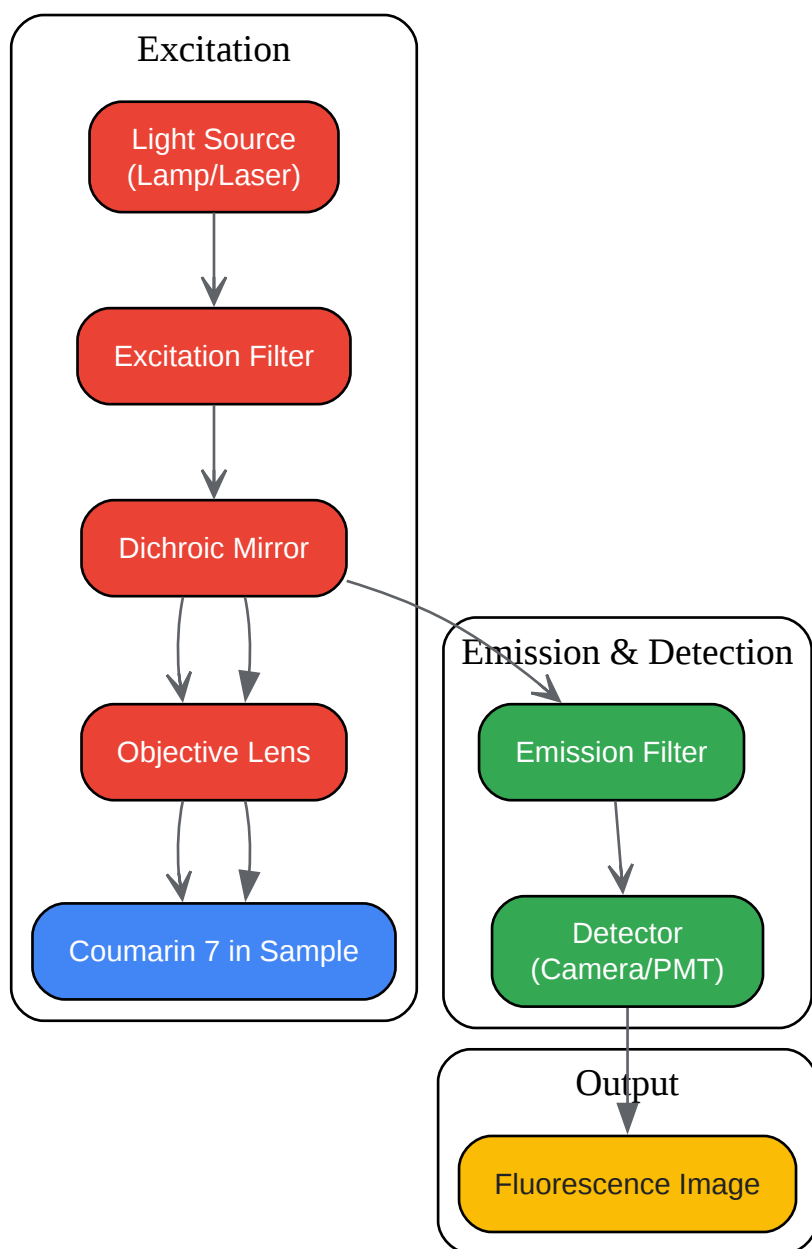 Excitation
Light Source
(Lamp/Laser)
Excitation Filter
Dichroic Mirror
Objective Lens
Coumarin 7 in Sample
Emission & Detection
Emission Filter
Detector
(Camera/PMT)
Output
Fluorescence Image